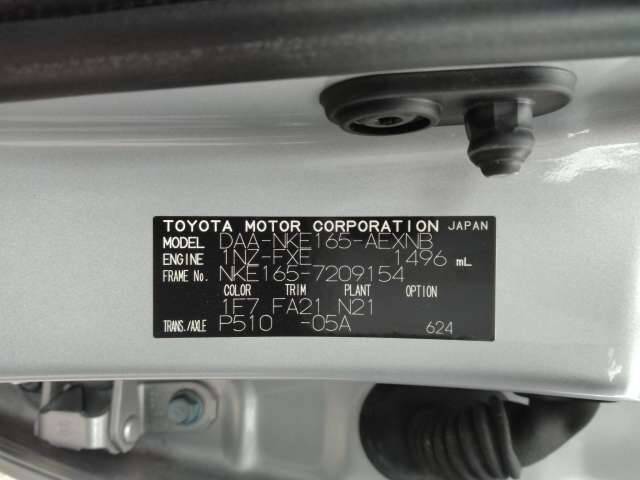 TOYOTA MOTOR CORPORATION JAPAN
MODEL DAA-NKE165-AEXNB
ENGINE 1NZ-FXE 1496 mL
FRAME No. NKE165-7209154
COLOR TRIM PLANT OPTION
1F7 FA21 N21
TRANS./AXLE P510 -05A 624